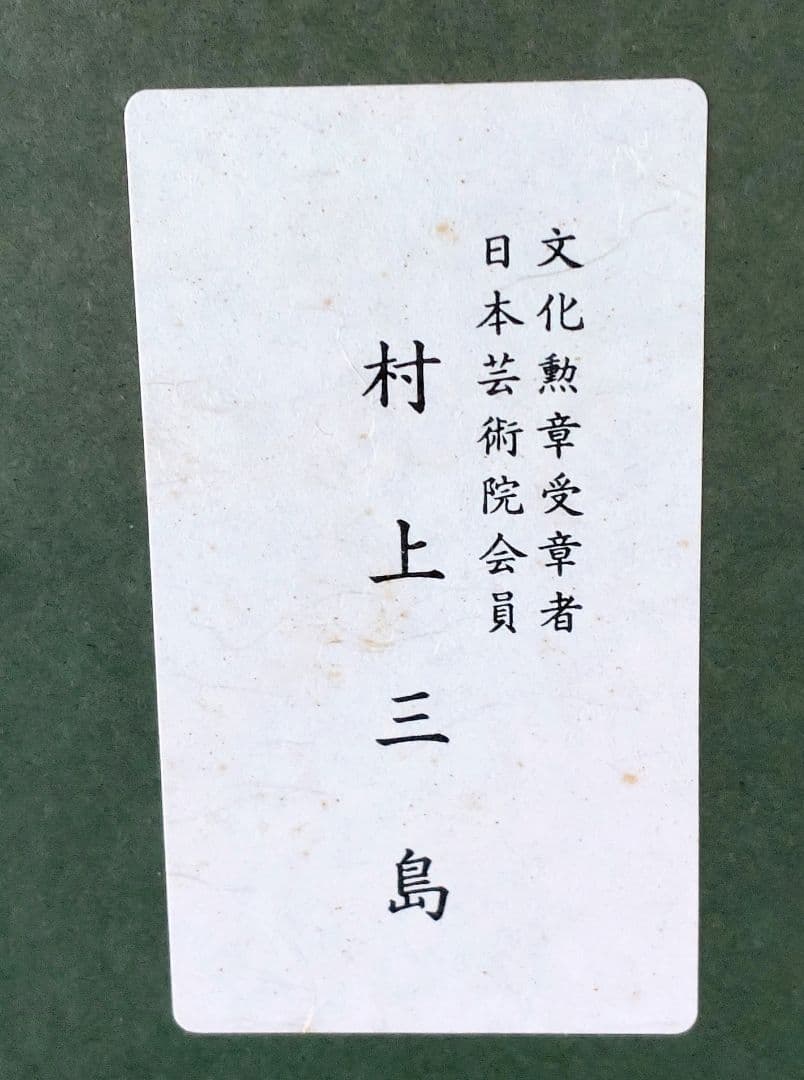 文化勲章受章者
日本芸術院会員
村上三島